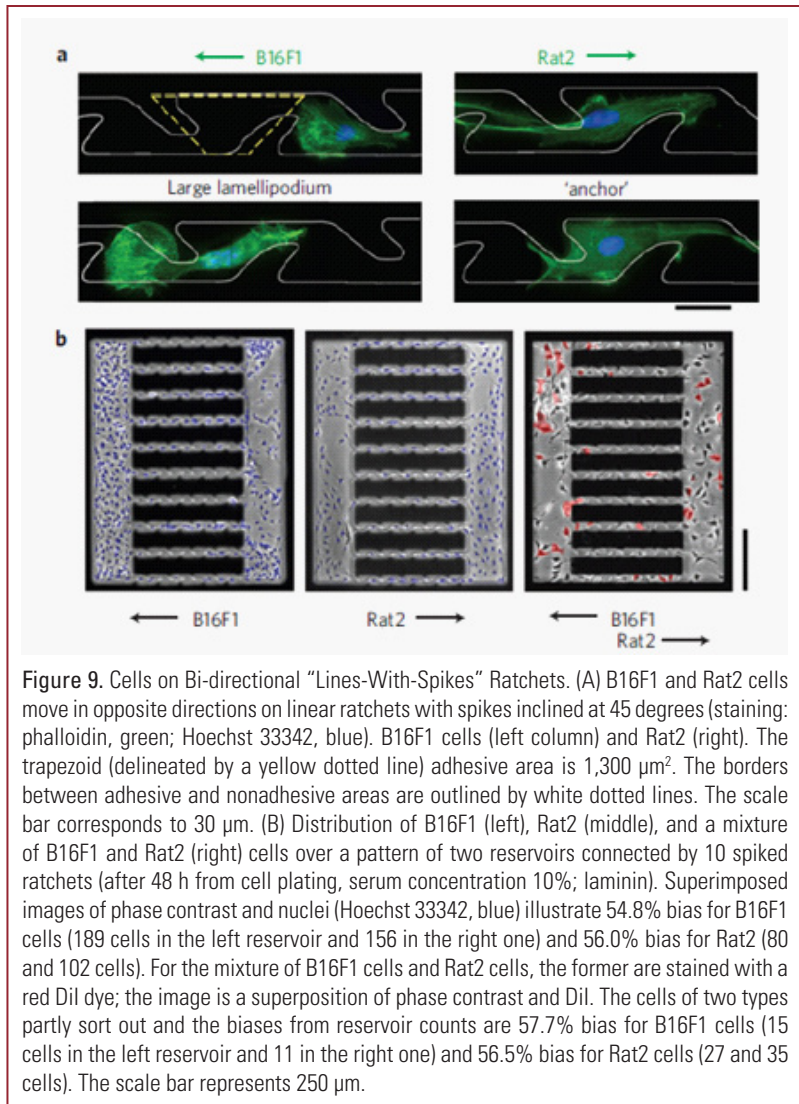 a
B16F1
Rat2
Large lamellipodium
'anchor'
b
B16F1
Rat2
B16F1
Rat2
Figure 9. Cells on Bi-directional “Lines-With-Spikes” Ratchets. (A) B16F1 and Rat2 cells
move in opposite directions on linear ratchets with spikes inclined at 45 degrees (staining:
phalloidin, green; Hoechst 33342, blue). B16F1 cells (left column) and Rat2 (right). The
trapezoid (delineated by a yellow dotted line) adhesive area is 1,300 µm². The borders
between adhesive and nonadhesive areas are outlined by white dotted lines. The scale
bar corresponds to 30 µm. (B) Distribution of B16F1 (left), Rat2 (middle), and a mixture
of B16F1 and Rat2 (right) cells over a pattern of two reservoirs connected by 10 spiked
ratchets (after 48 h from cell plating, serum concentration 10%; laminin). Superimposed
images of phase contrast and nuclei (Hoechst 33342, blue) illustrate 54.8% bias for B16F1
cells (189 cells in the left reservoir and 156 in the right one) and 56.0% bias for Rat2 (80
and 102 cells). For the mixture of B16F1 cells and Rat2 cells, the former are stained with a
red DiI dye; the image is a superposition of phase contrast and DiI. The cells of two types
partly sort out and the biases from reservoir counts are 57.7% bias for B16F1 cells (15
cells in the left reservoir and 11 in the right one) and 56.5% bias for Rat2 cells (27 and 35
cells). The scale bar represents 250 µm.